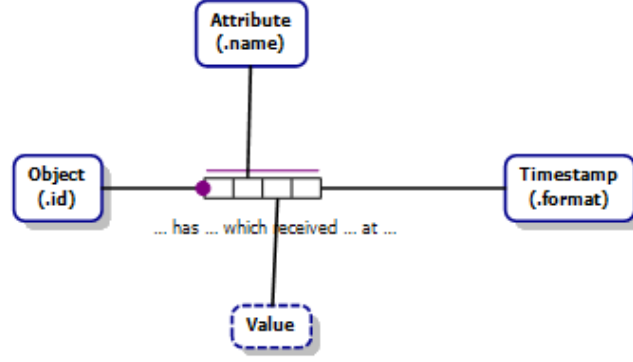 Attribute
(.name)
Object
(.id)
Timestamp
(.format)
... has ... which received ... at ...
Value